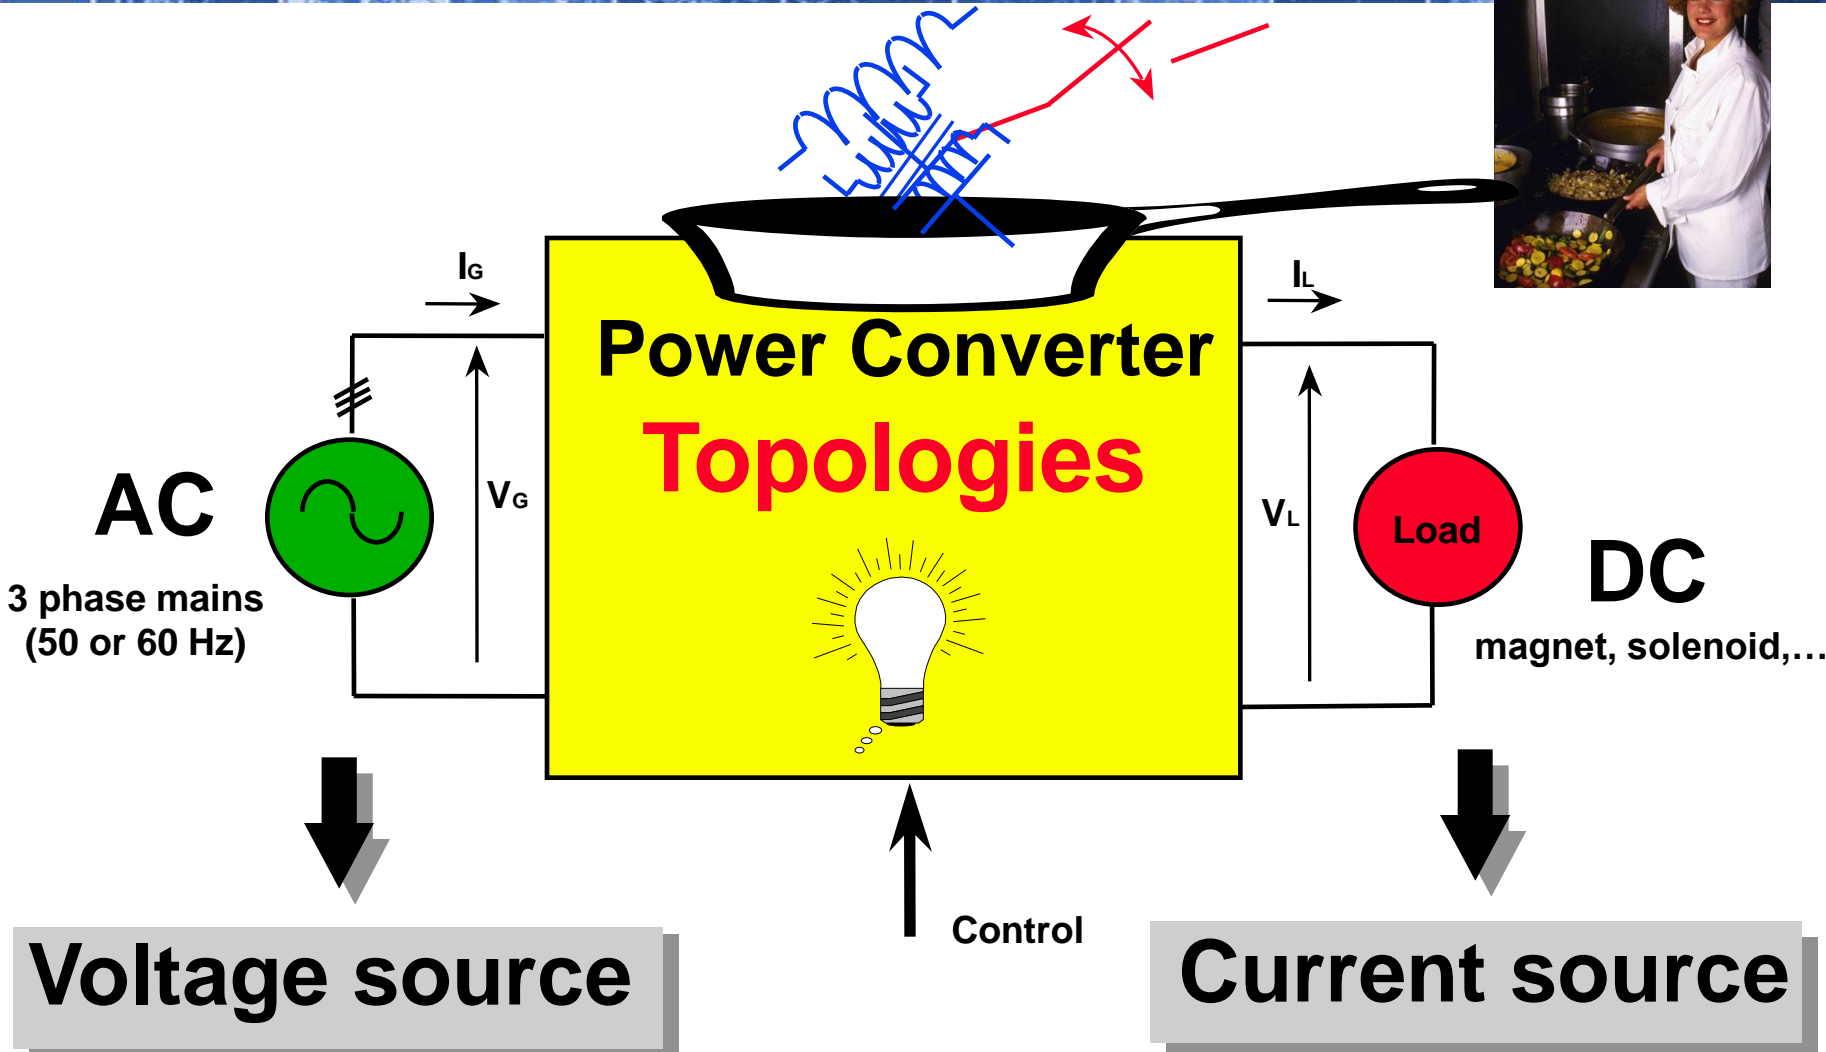 IG
IL
Power Converter
Topologies
AC
VG
VL
Load
DC
3 phase mains
(50 or 60 Hz)
magnet, solenoid,...
Control
Voltage source
Current source